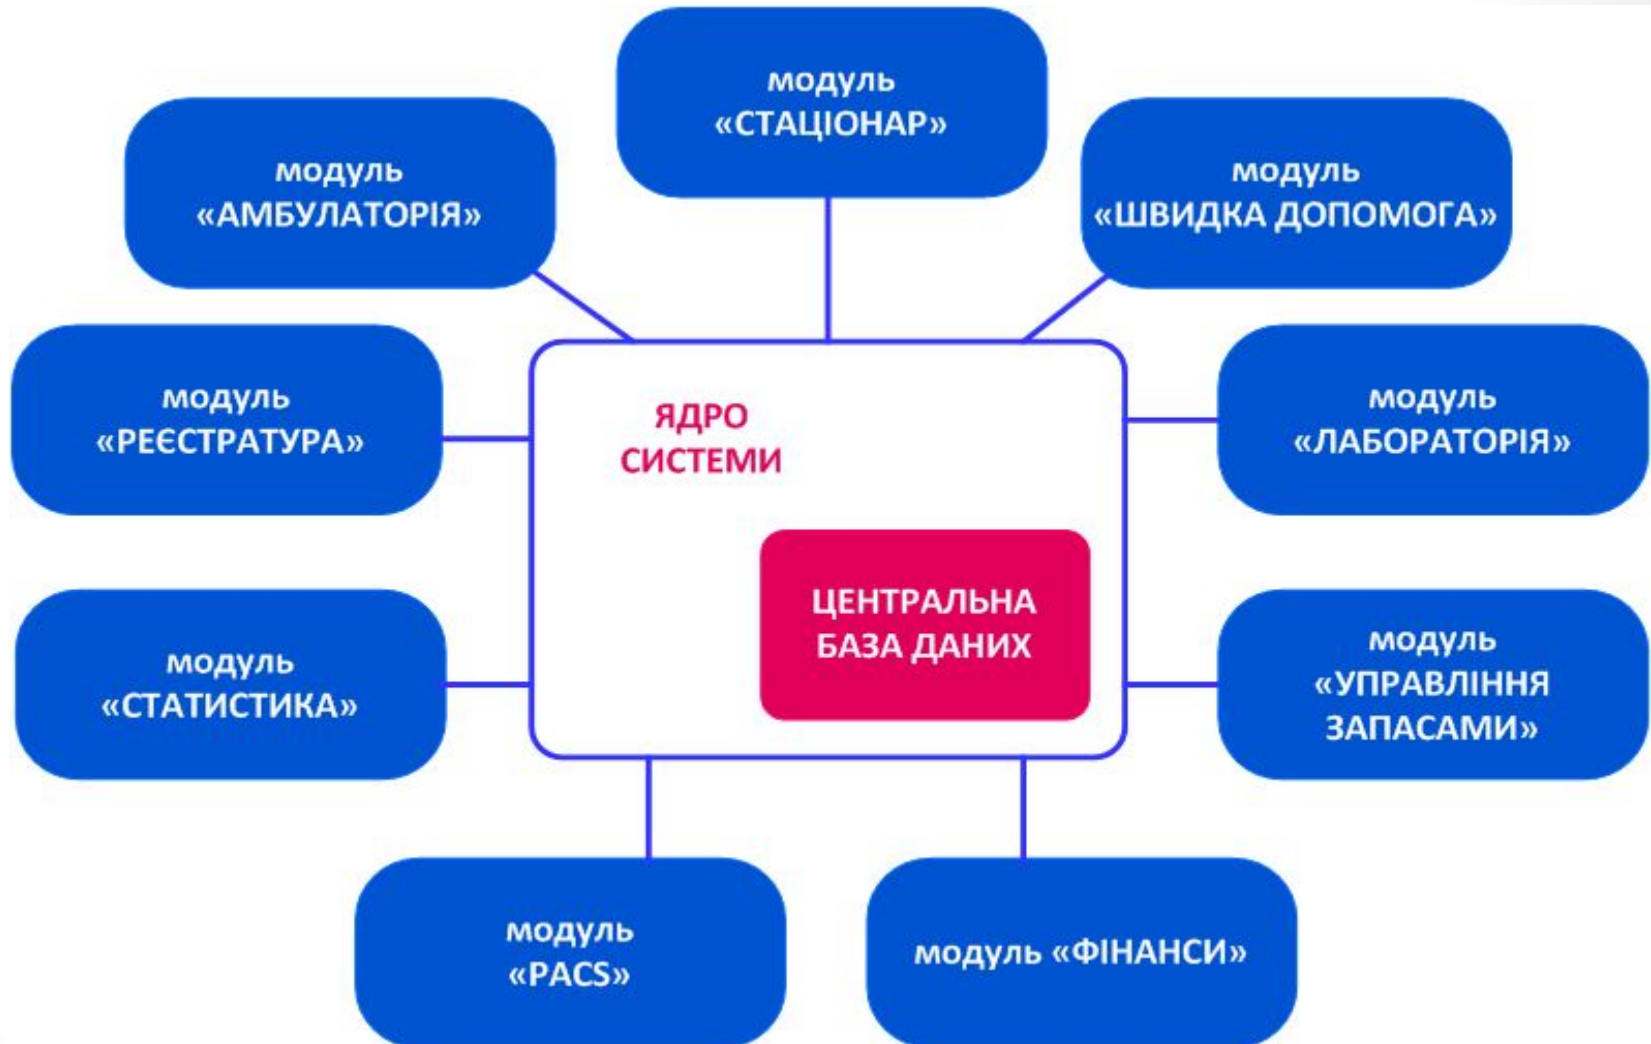 модуль
«СТАЦІОНАР»
модуль
«АМБУЛАТОРІЯ»
модуль
«ШВИДКА ДОПОМОГА»
модуль
«РЕЄСТРАТУРА»
ЯДРО
СИСТЕМИ
модуль
«ЛАБОРАТОРІЯ»
ЦЕНТРАЛЬНА
БАЗА ДАНИХ
модуль
«СТАТИСТИКА»
модуль
«УПРАВЛІННЯ
ЗАПАСАМИ»
модуль
«PACS»
модуль «ФІНАНСИ»